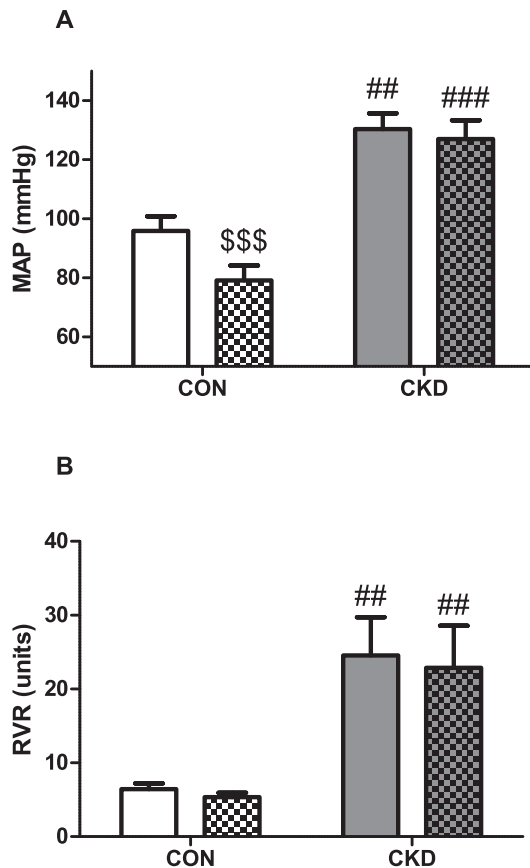 A
## ###
$$$
MAP (mmHg)
140
120
100
80
60
CON CKD
B
## ##
RVR (units)
40
30
20
10
0
CON CKD